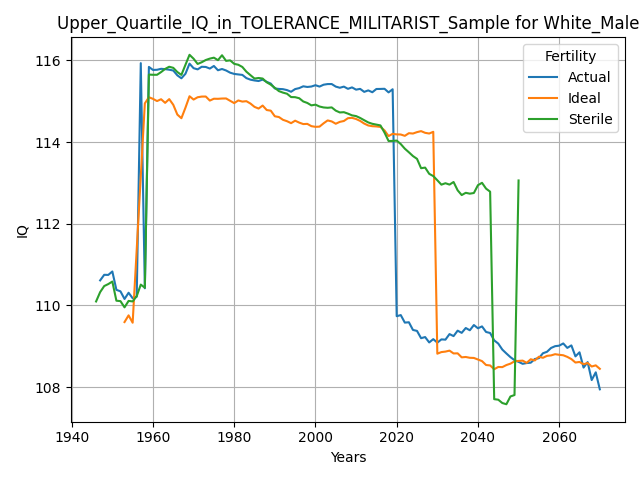 Upper_Quartile_IQ_in_TOLERANCE_MILITARIST_Sample for White_Male
Fertility
Actual
Ideal
Sterile
116
114
112
110
108
IQ
1940
1960
1980
2000
2020
2040
2060
Years